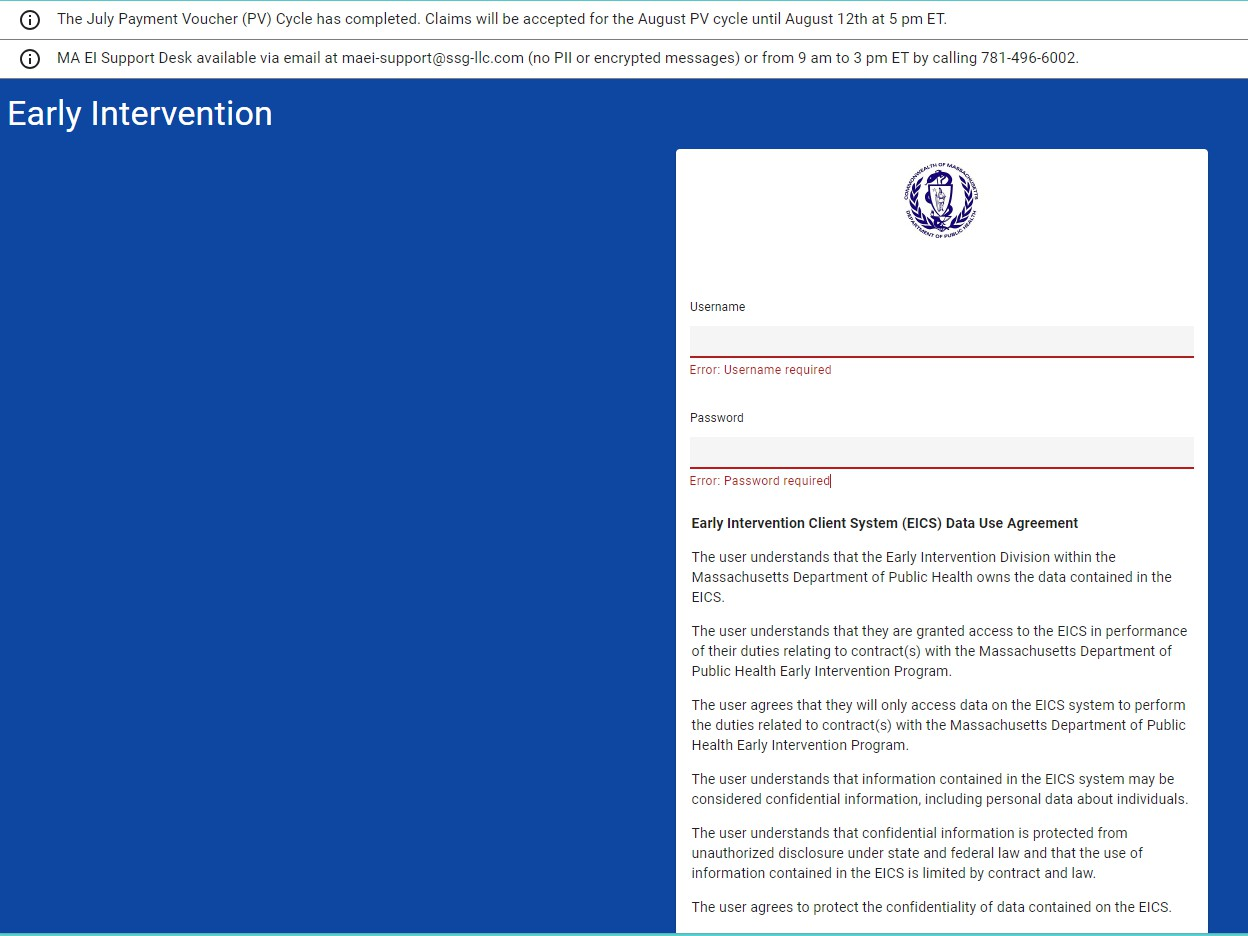 The July Payment Voucher (PV) Cycle has completed. Claims will be accepted for the August PV cycle until August 12th at 5 pm ET.
MA EI Support Desk available via email at maei-support@ssg-llc.com (no PII or encrypted messages) or from 9 am to 3 pm ET by calling 781-496-6002.
Early Intervention
COMMONWEALTH OF MASSACHUSETTS
DEPARTMENT OF PUBLIC HEALTH
Username
Error: Username required
Password
Error: Password required
Early Intervention Client System (EICS) Data Use Agreement
The user understands that the Early Intervention Division within the
Massachusetts Department of Public Health owns the data contained in the
EICS.
The user understands that they are granted access to the EICS in performance
of their duties relating to contract(s) with the Massachusetts Department of
Public Health Early Intervention Program.
The user agrees that they will only access data on the EICS system to perform
the duties related to contract(s) with the Massachusetts Department of Public
Health Early Intervention Program.
The user understands that information contained in the EICS system may be
considered confidential information, including personal data about individuals.
The user understands that confidential information is protected from
unauthorized disclosure under state and federal law and that the use of
information contained in the EICS is limited by contract and law.
The user agrees to protect the confidentiality of data contained on the EICS.